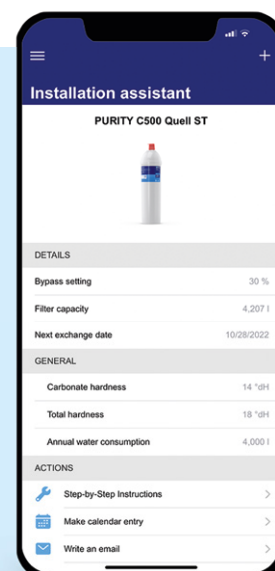 Installation assistant
PURITY C500 Quell ST
DETAILS
Bypass setting 30 %
Filter capacity 4,207 l
Next exchange date 10/28/2022
GENERAL
Carbonate hardness 14 °dH
Total hardness 18 °dH
Annual water consumption 4,000 l
ACTIONS
Step-by-Step Instructions
Make calendar entry
Write an email